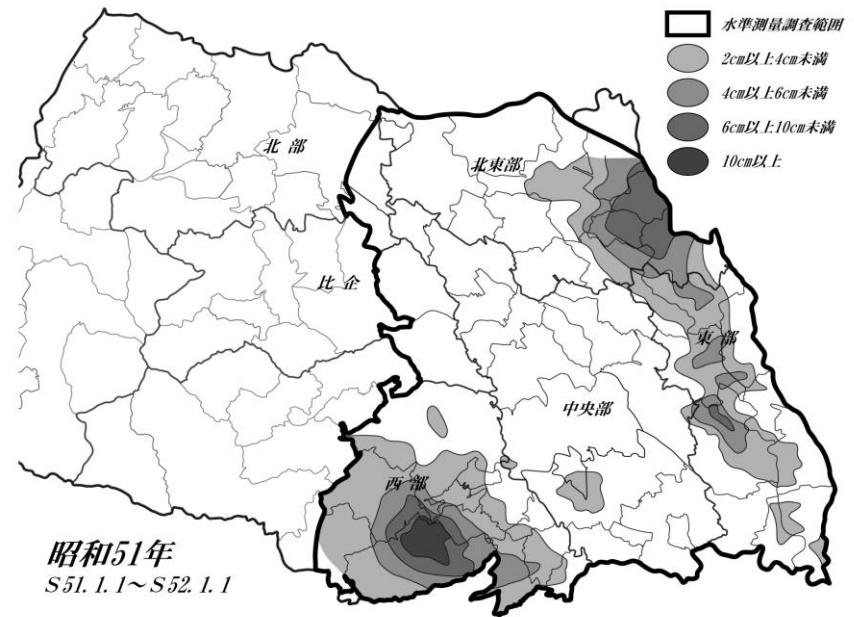 水準測量調査範囲
2cm以上4cm未満
4cm以上6cm未満
6cm以上10cm未満
10cm以上
北部
北東部
比企
東部
中央部
西部
昭和51年
S51.1.1～S52.1.1